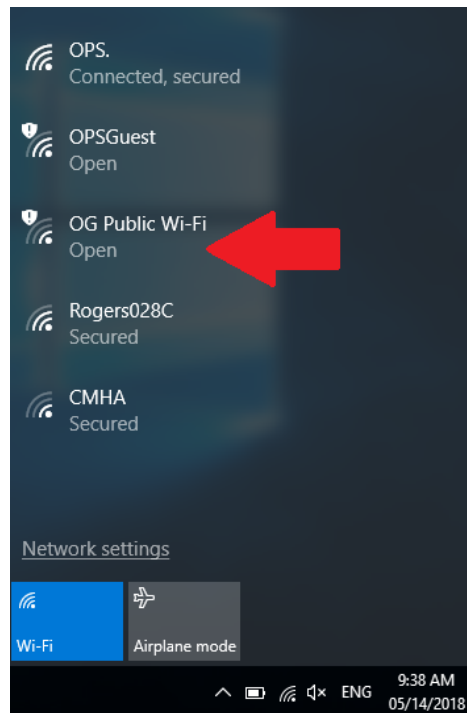 OPS.
Connected, secured
OPSGuest
Open
OG Public Wi-Fi
Open
Rogers028C
Secured
CMHA
Secured
Network settings
Wi-Fi
Airplane mode
ENG
9:38 AM
05/14/2018